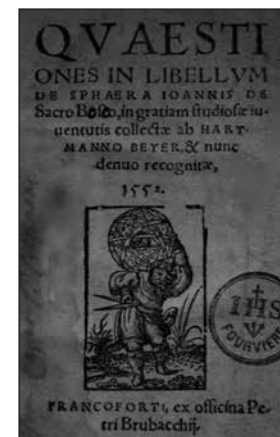 QVAESTI
ONES IN LIBELLVM
DE SPHAERA IOANNIS DE
Sacro Bosco, in gratiam studiosæ iu-
uentutis collectæ ab HART-
MANNO BEYER, & nunc
denuo recognitæ,
1552.
IHS
FOURVIERE
FRANCOFORTI, ex officina Pe-
tri Brubacchij.